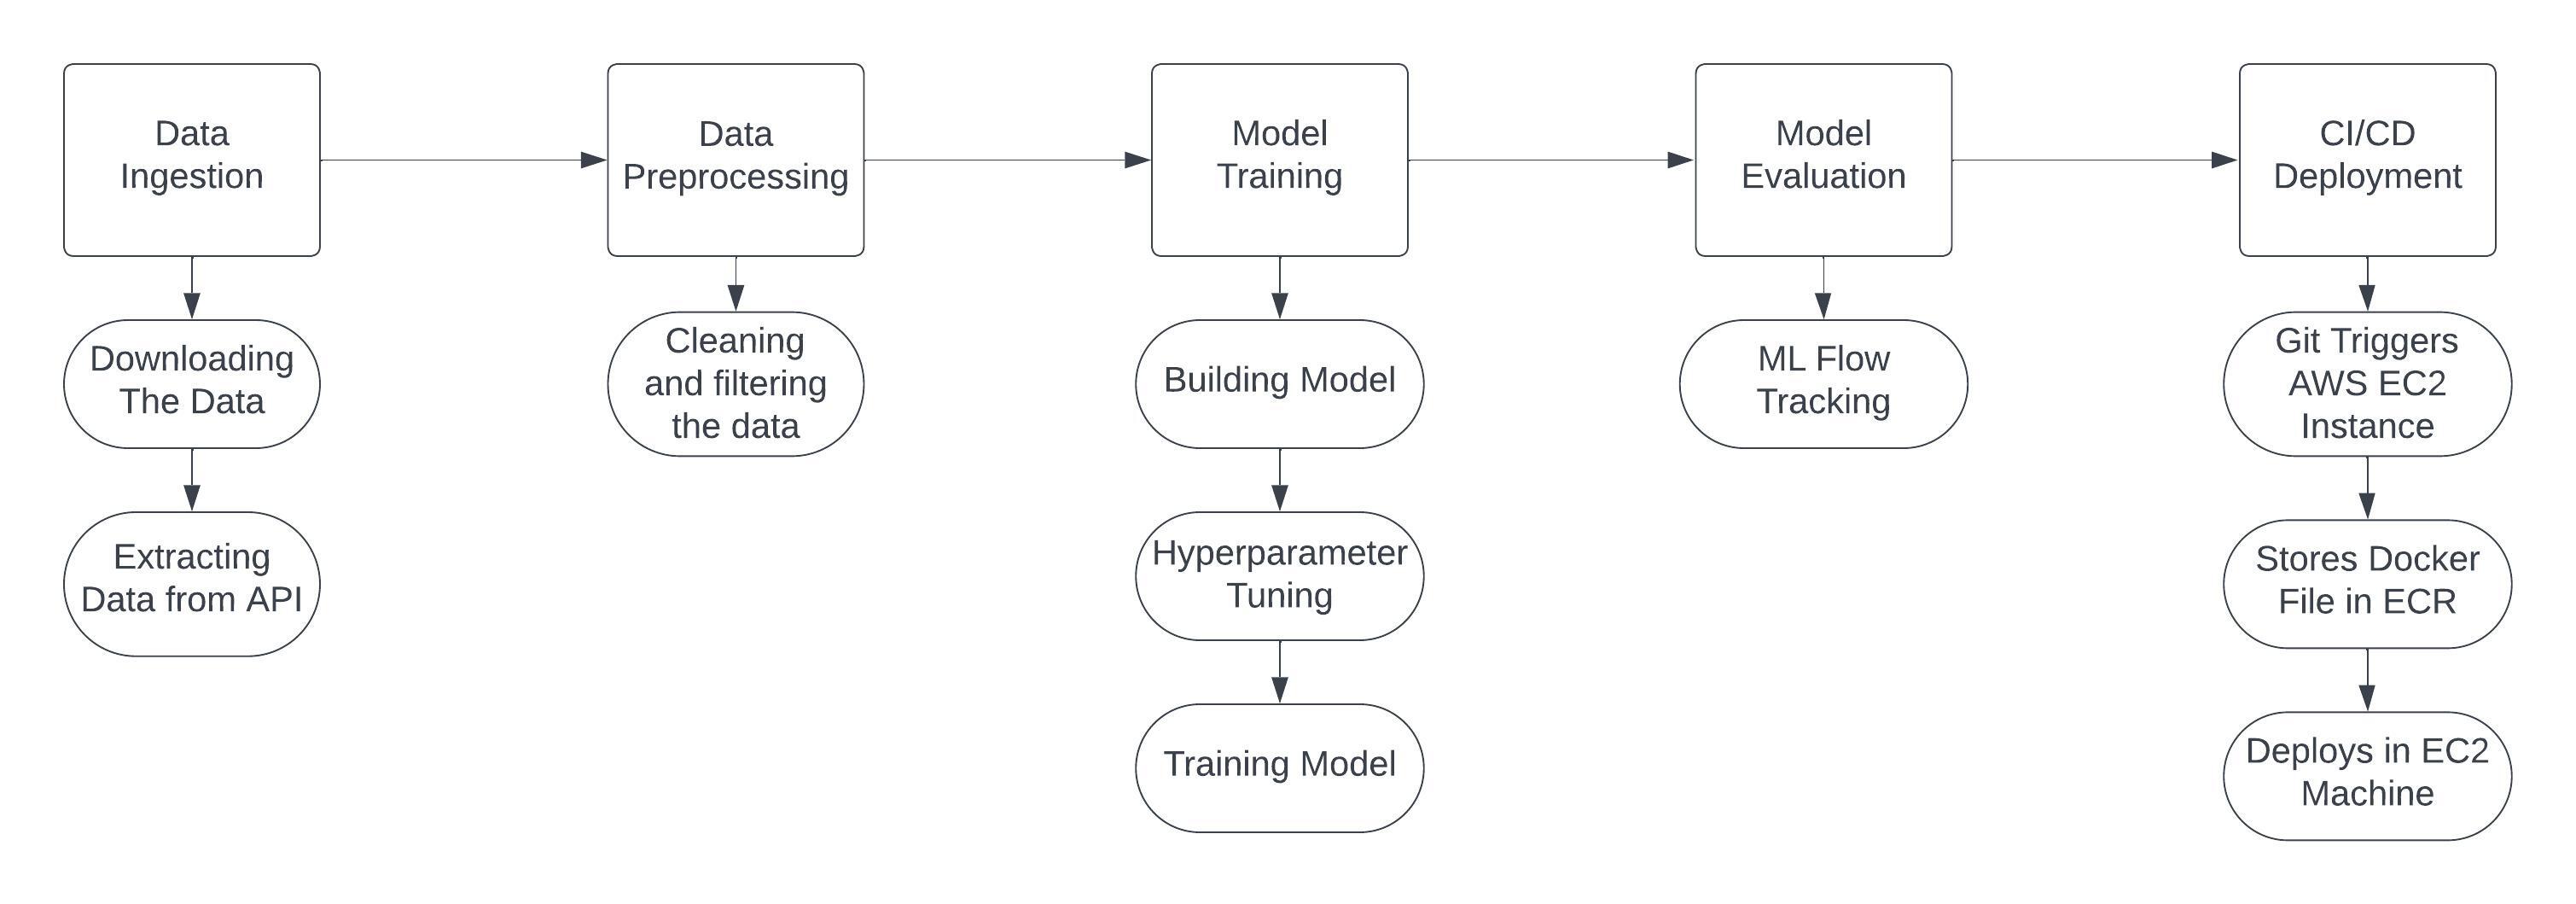 Data
Ingestion
Data
Preprocessing
Model
Training
Model
Evaluation
CI/CD
Deployment
Downloading
The Data
Cleaning
and filtering
the data
Building Model
ML Flow
Tracking
Git Triggers
AWS EC2
Instance
Extracting
Data from API
Hyperparameter
Tuning
Stores Docker
File in ECR
Training Model
Deploys in EC2
Machine